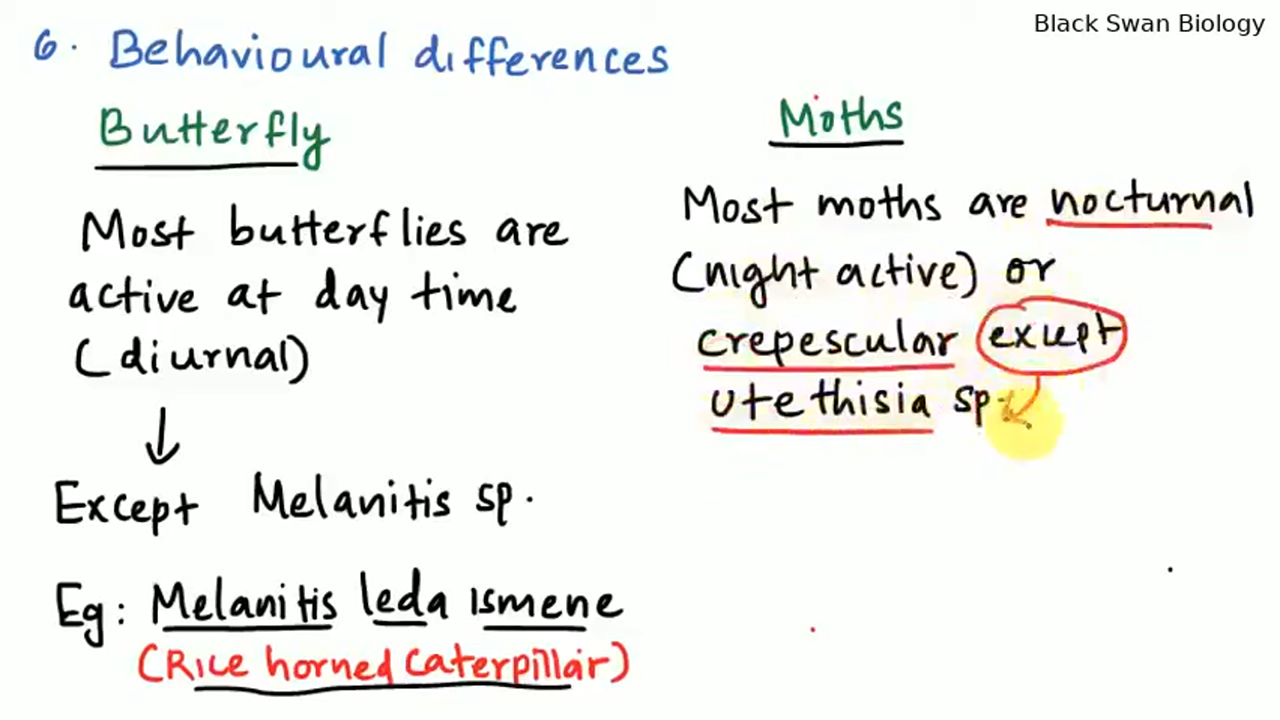 Black Swan Biology
6. Behavioural differences
Butterfly
Most butterflies are
active at day time
(diurnal)
↓
Except Melanitis sp.
Eg: Melanitis leda ismene
(Rice horned caterpillar)
Moths
Most moths are nocturnal
(night active) or
crepescular except
utethisia sp.